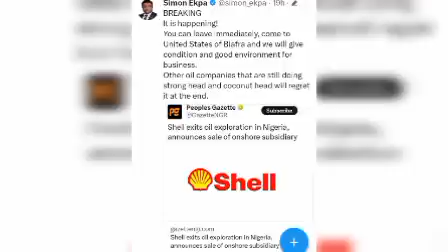 Simon Ekpa @simon_ekpa · 19h
BREAKING
It is happening!
You can leave immediately, come to
United States of Biafra and we will give
condition and good environment for
business.
Other oil companies that are still doing
strong head and coconut head will regret
it at the end.
Peoples Gazette
Subscribe
@GazetteNGR
Shell exits oil exploration in Nigeria,
announces sale of onshore subsidiary
Shell
Shell exits oil exploration in Nigeria,
announces sale of onshore subsidiary